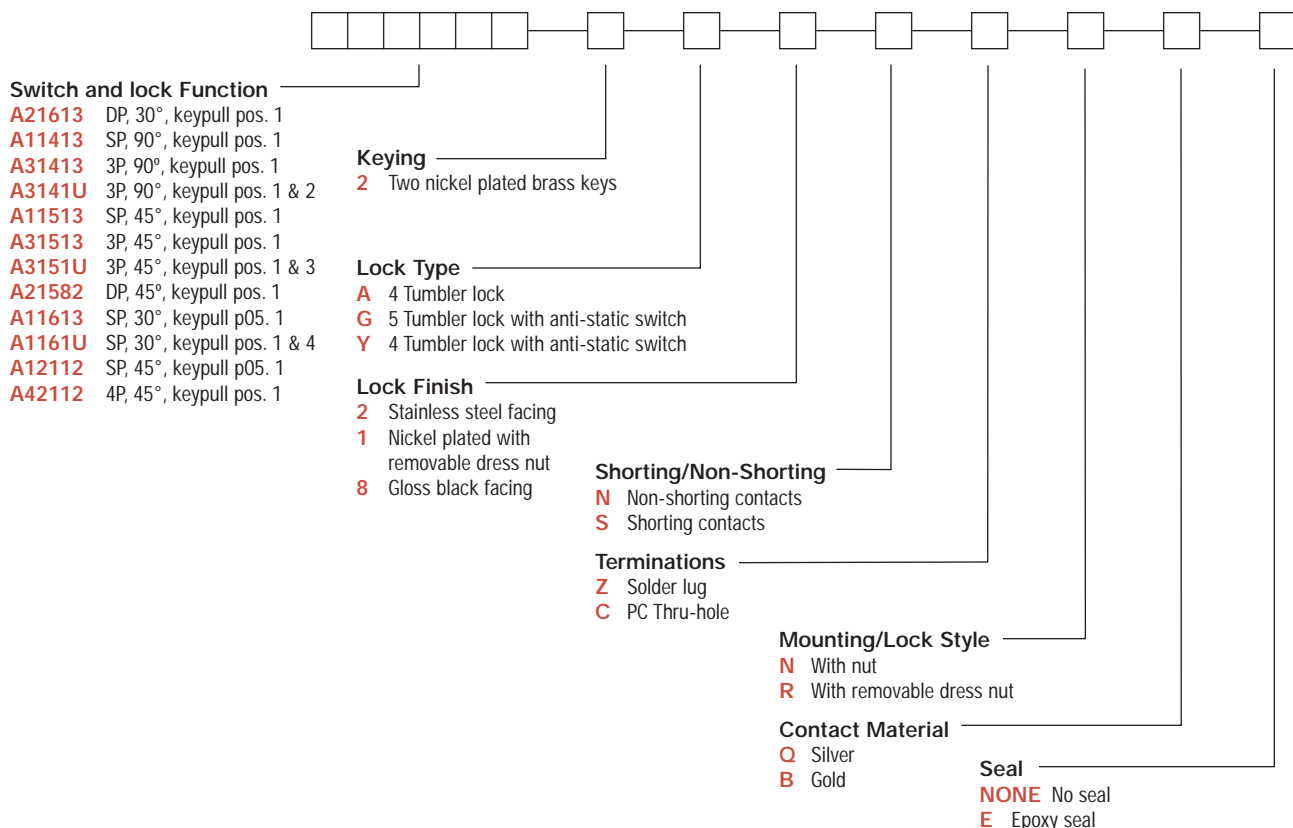 Switch and lock Function
A21613 DP, 30°, keypull pos. 1
A11413 SP, 90°, keypull pos. 1
A31413 3P, 90º, keypull pos. 1
A3141U 3P, 90°, keypull pos. 1 & 2
A11513 SP, 45°, keypull pos. 1
A31513 3P, 45°, keypull pos. 1
A3151U 3P, 45°, keypull pos. 1 & 3
A21582 DP, 45º, keypull pos. 1
A11613 SP, 30°, keypull p05. 1
A1161U SP, 30°, keypull pos. 1 & 4
A12112 SP, 45°, keypull p05. 1
A42112 4P, 45°, keypull pos. 1
Keying
2 Two nickel plated brass keys
Lock Type
A 4 Tumbler lock
G 5 Tumbler lock with anti-static switch
Y 4 Tumbler lock with anti-static switch
Lock Finish
2 Stainless steel facing
1 Nickel plated with
removable dress nut
8 Gloss black facing
Shorting/Non-Shorting
N Non-shorting contacts
S Shorting contacts
Terminations
Z Solder lug
C PC Thru-hole
Mounting/Lock Style
N With nut
R With removable dress nut
Contact Material
Q Silver
B Gold
Seal
NONE No seal
E Epoxy seal